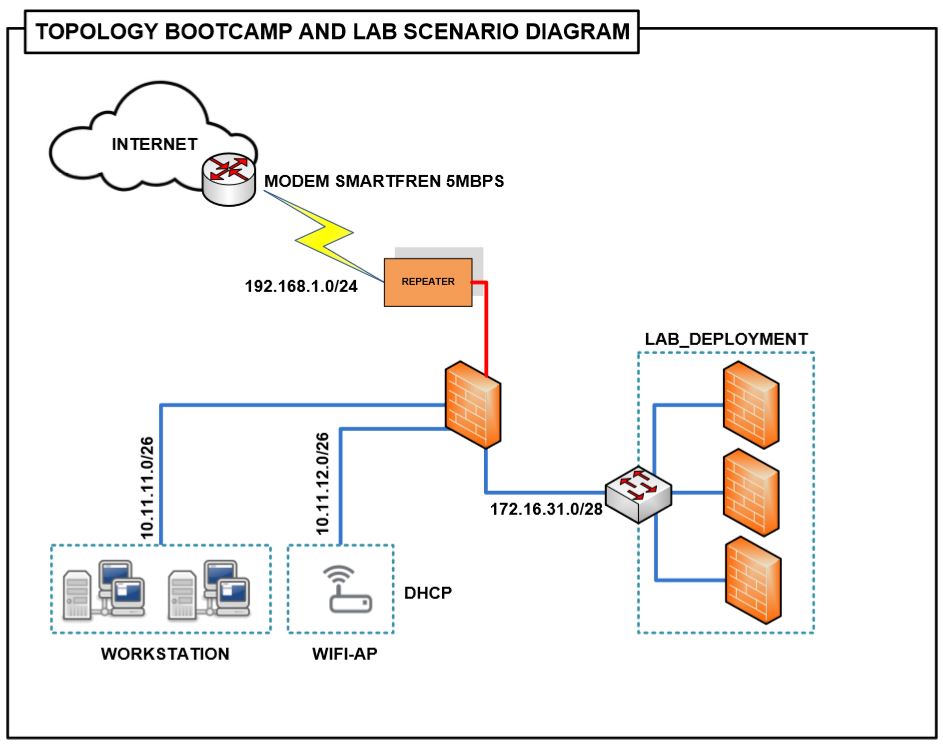 TOPOLOGY BOOTCAMP AND LAB SCENARIO DIAGRAM
INTERNET
MODEM SMARTFREN 5MBPS
192.168.1.0/24
REPEATER
LAB_DEPLOYMENT
10.11.11.0/26
10.11.12.0/26
172.16.31.0/28
DHCP
WORKSTATION
WIFI-AP